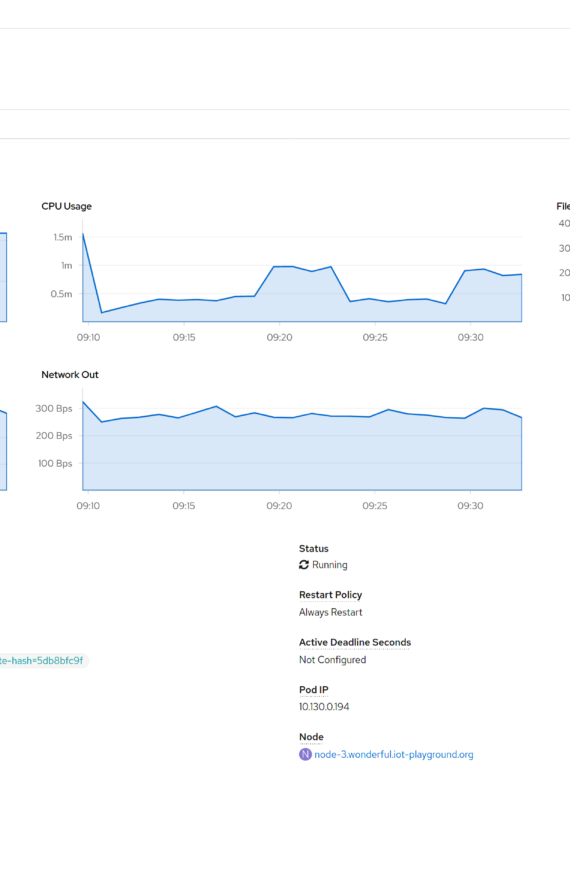 CPU Usage
1.5m
1m
0.5m
09:10 09:15 09:20 09:25 09:30
File
40
30
20
10
Network Out
300 Bps
200 Bps
100 Bps
09:10 09:15 09:20 09:25 09:30
te-hash=5db8bfc9f
Status
Running
Restart Policy
Always Restart
Active Deadline Seconds
Not Configured
Pod IP
10.130.0.194
Node
N node-3.wonderful.iot-playground.org